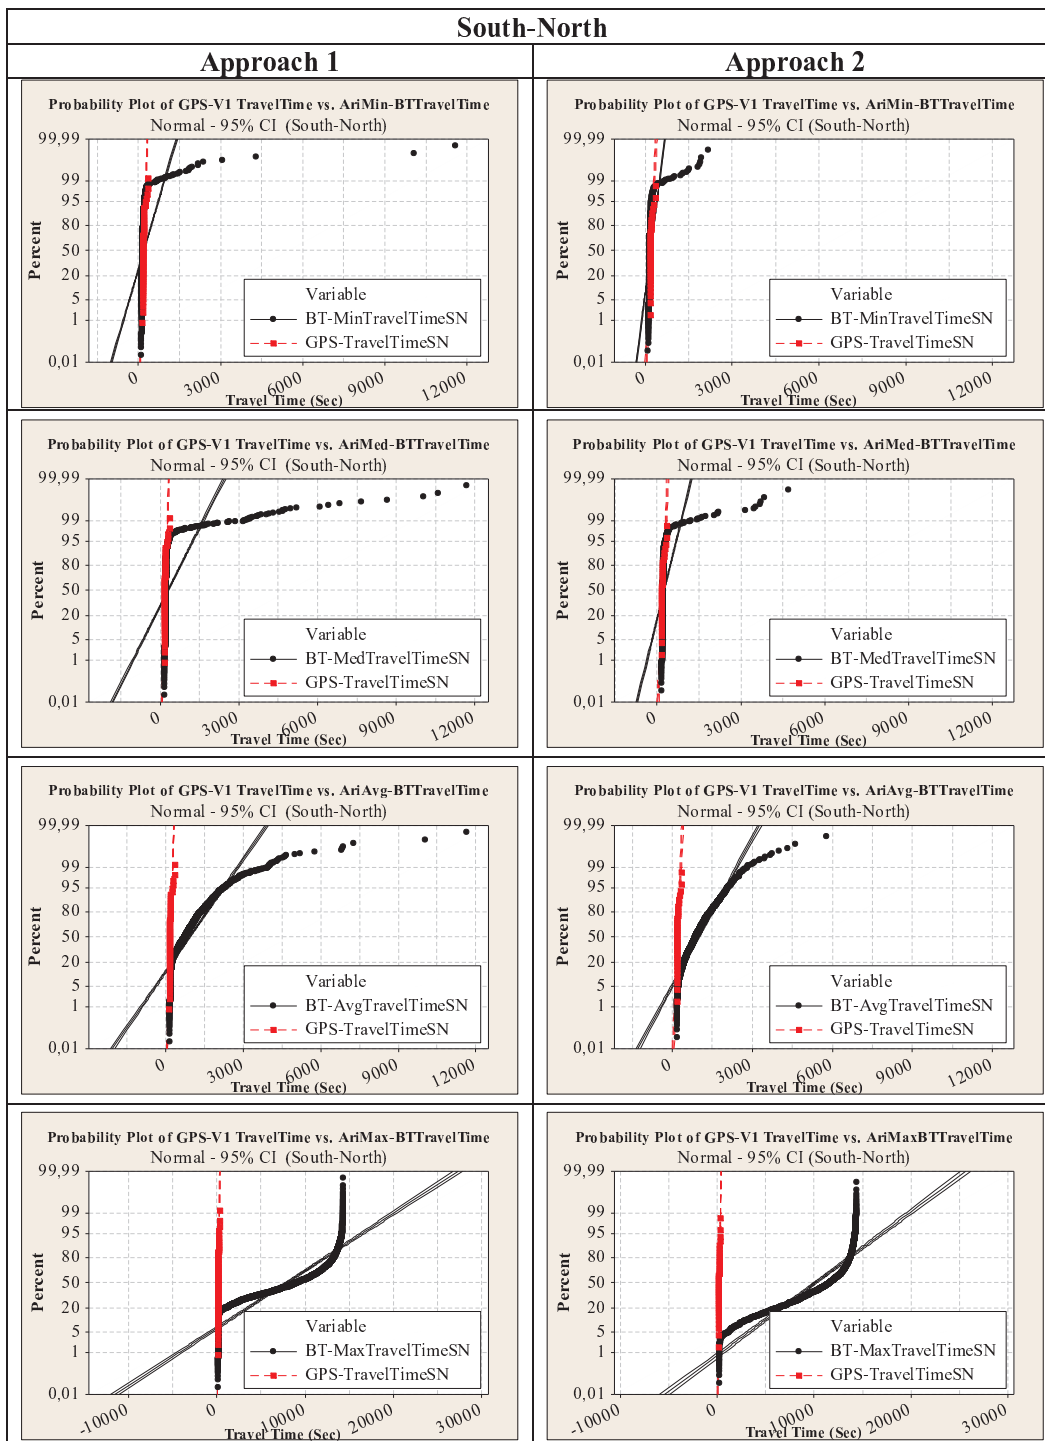 South-North
Approach 1
Approach 2
Probability Plot of GPS-V1 TravelTime vs. AriMin-BTTravelTime
Normal - 95% CI (South-North)
99,99
99
95
80
50
20
5
1
0,01
Percent
Variable
BT-MinTravelTimeSN
GPS-TravelTimeSN
0
3000
6000
9000
12000
Travel Time (Sec)
Probability Plot of GPS-V1 TravelTime vs. AriMin-BTTravelTime
Normal - 95% CI (South-North)
99,99
99
95
80
50
20
5
1
0,01
Percent
Variable
BT-MinTravelTimeSN
GPS-TravelTimeSN
0
3000
6000
9000
12000
Travel Time (Sec)
Probability Plot of GPS-V1 TravelTime vs. AriMed-BTTravelTime
Normal - 95% CI (South-North)
99,99
99
95
80
50
20
5
1
0,01
Percent
Variable
BT-MedTravelTimeSN
GPS-TravelTimeSN
0
3000
6000
9000
12000
Travel Time (Sec)
Probability Plot of GPS-V1 TravelTime vs. AriMed-BTTravelTime
Normal - 95% CI (South-North)
99,99
99
95
80
50
20
5
1
0,01
Percent
Variable
BT-MedTravelTimeSN
GPS-TravelTimeSN
0
3000
6000
9000
12000
Travel Time (Sec)
Probability Plot of GPS-V1 TravelTime vs. AriAvg-BTTravelTime
Normal - 95% CI (South-North)
99,99
99
95
80
50
20
5
1
0,01
Percent
Variable
BT-AvgTravelTimeSN
GPS-TravelTimeSN
0
3000
6000
9000
12000
Travel Time (Sec)
Probability Plot of GPS-V1 TravelTime vs. AriAvg-BTTravelTime
Normal - 95% CI (South-North)
99,99
99
95
80
50
20
5
1
0,01
Percent
Variable
BT-AvgTravelTimeSN
GPS-TravelTimeSN
0
3000
6000
9000
12000
Travel Time (Sec)
Probability Plot of GPS-V1 TravelTime vs. AriMax-BTTravelTime
Normal - 95% CI (South-North)
99,99
99
95
80
50
20
5
1
0,01
Percent
Variable
BT-MaxTravelTimeSN
GPS-TravelTimeSN
-10000
0
10000
20000
30000
Travel Time (Sec)
Probability Plot of GPS-V1 TravelTime vs. AriMaxBTTravelTime
Normal - 95% CI (South-North)
99,99
99
95
80
50
20
5
1
0,01
Percent
Variable
BT-MaxTravelTimeSN
GPS-TravelTimeSN
-10000
0
10000
20000
30000
Travel Time (Sec)